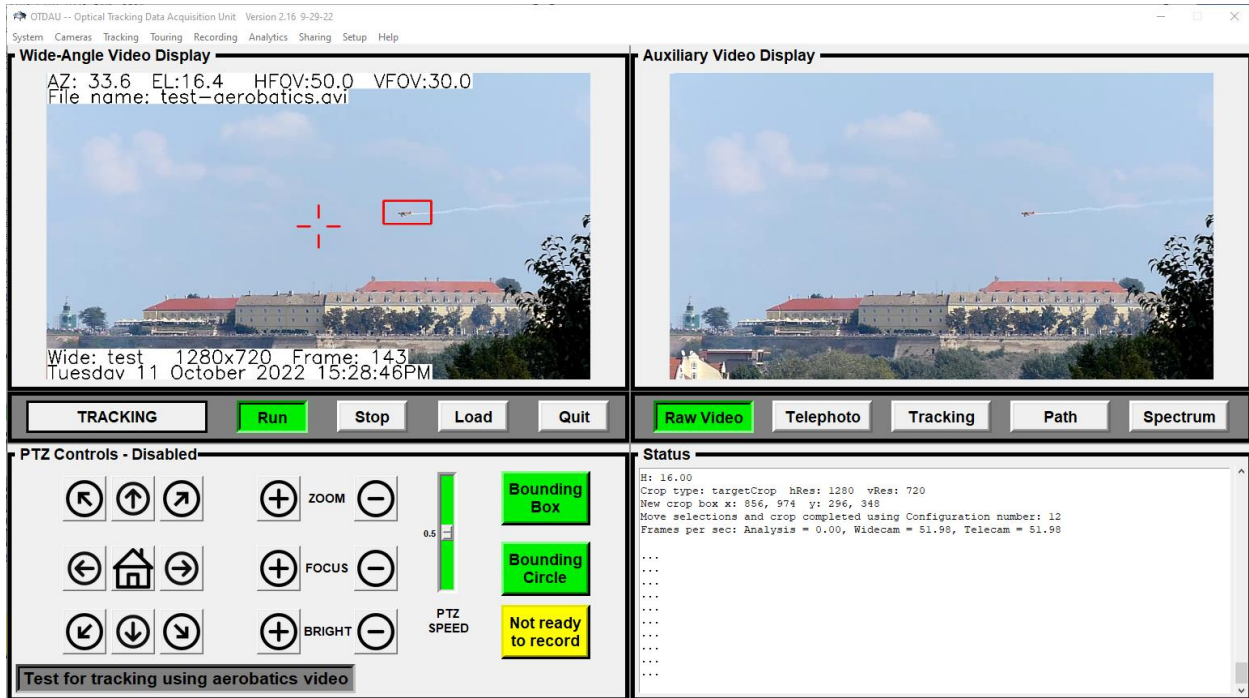 OTDAU -- Optical Tracking Data Acquisition Unit Version 2.16 9-29-22
System Cameras Tracking Touring Recording Analytics Sharing Setup Help
Wide-Angle Video Display
AZ: 33.6 EL:16.4 HFOV:50.0 VFOV:30.0
File name: test-aerobatics.avi
Wide: test 1280x720 Frame: 143
Tuesday 11 October 2022 15:28:46PM
Auxiliary Video Display
TRACKING Run Stop Load Quit
Raw Video Telephoto Tracking Path Spectrum
PTZ Controls - Disabled
ZOOM
FOCUS
BRIGHT
0.5
PTZ
SPEED
Bounding
Box
Bounding
Circle
Not ready
to record
Test for tracking using aerobatics video
Status
H: 16.00
Crop type: targetCrop hRes: 1280 vRes: 720
New crop box x: 856, 974 y: 296, 348
Move selections and crop completed using Configuration number: 12
Frames per sec: Analysis = 0.00, Widecam = 51.98, Telecam = 51.98
...
...
...
...
...
...
...
...
...
...